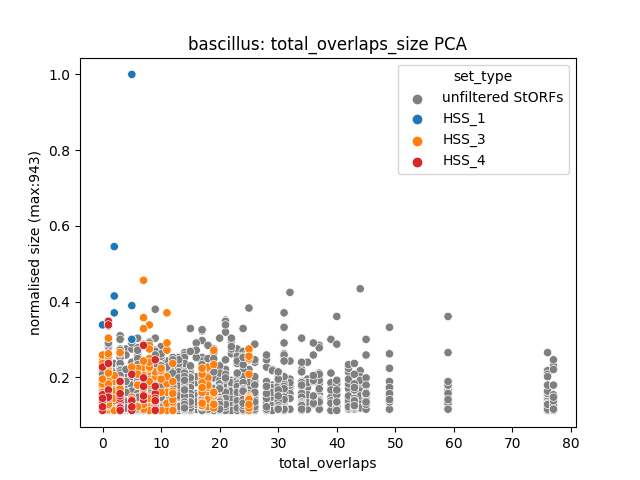 bascillus: total_overlaps_size PCA
set_type
unfiltered StORFs
HSS_1
HSS_3
HSS_4
normalised size (max:943)
1.0
0.8
0.6
0.4
0.2
0 10 20 30 40 50 60 70 80
total_overlaps